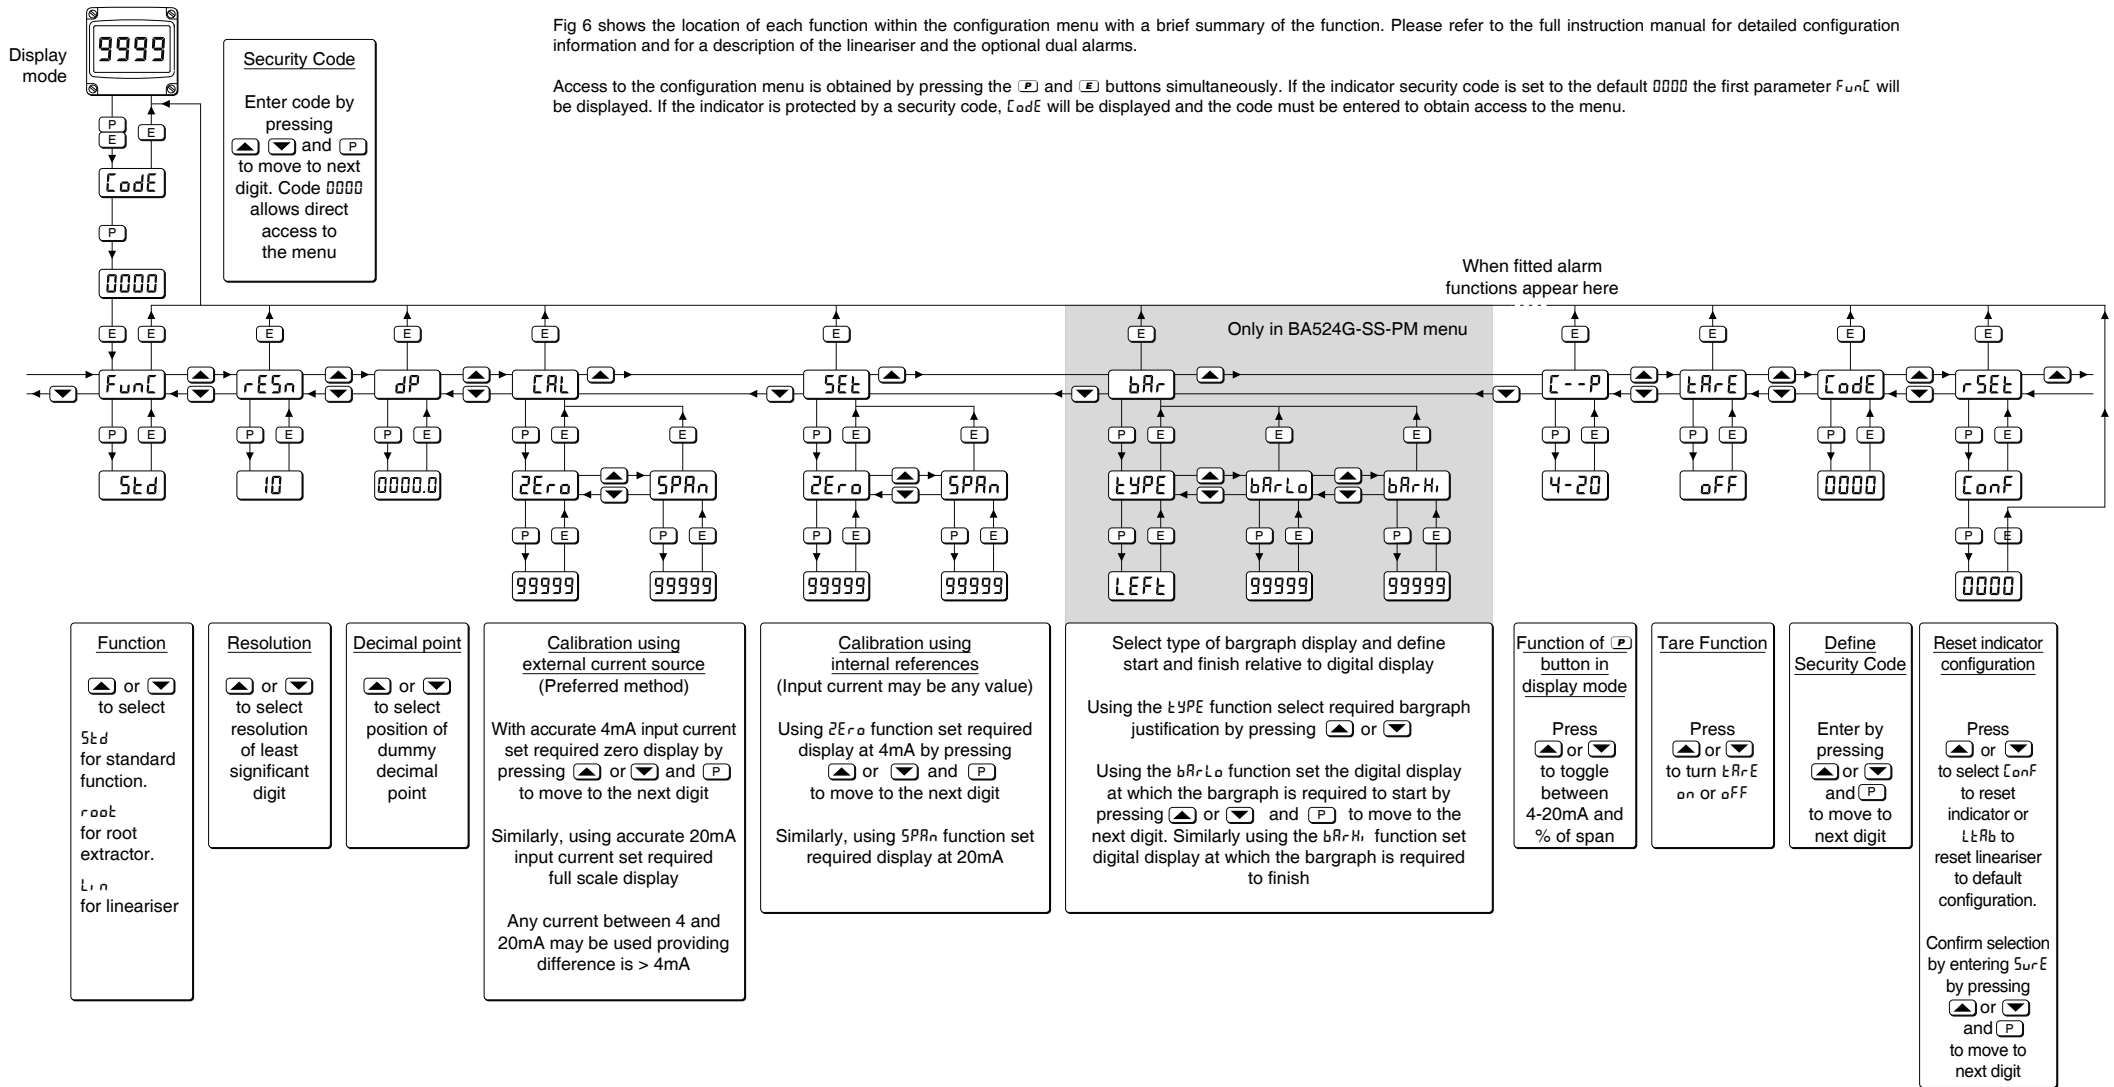 Fig 6 shows the location of each function within the configuration menu with a brief summary of the function. Please refer to the full instruction manual for detailed configuration
information and for a description of the lineariser and the optional dual alarms.
Access to the configuration menu is obtained by pressing the P and E buttons simultaneously. If the indicator security code is set to the default 0000 the first parameter FunC will
be displayed. If the indicator is protected by a security code, CodE will be displayed and the code must be entered to obtain access to the menu.
Display
mode
9999
P
E
E
CodE
P
0000
Security Code
Enter code by
pressing
and P
to move to next
digit. Code 0000
allows direct
access to
the menu
When fitted alarm
functions appear here
Only in BA524G-SS-PM menu
E E E E E E E E E E
FunC rESn dP CAL SEt bAr C--P tArE CodE rSEt
P E P E P E P E E P E E P E E E P E P E P E P E
Std 10 0000.0 2Ero SPAn 2Ero SPAn tYPE bArLo bArHi 4-20 oFF 0000 ConF
P E P E P E P E P E P E P E P E
99999 99999 99999 99999 LEFt 99999 99999 0000
Function
or
to select
Std
for standard
function.
root
for root
extractor.
Lin
for lineariser
Resolution
or
to select
resolution
of least
significant
digit
Decimal point
or
to select
position of
dummy
decimal
point
Calibration using
external current source
(Preferred method)
With accurate 4mA input current
set required zero display by
pressing or and P
to move to the next digit
Similarly, using accurate 20mA
input current set required
full scale display
Any current between 4 and
20mA may be used providing
difference is > 4mA
Calibration using
internal references
(Input current may be any value)
Using 2Ero function set required
display at 4mA by pressing
or and P
to move to the next digit
Similarly, using SPAn function set
required display at 20mA
Select type of bargraph display and define
start and finish relative to digital display
Using the tYPE function select required bargraph
justification by pressing or
Using the bArLo function set the digital display
at which the bargraph is required to start by
pressing or and P to move to the
next digit. Similarly using the bArHi function set
digital display at which the bargraph is required
to finish
Function of P
button in
display mode
Press
or
to toggle
between
4-20mA and
% of span
Tare Function
Press
or
to turn tArE
on or oFF
Define
Security Code
Enter by
pressing
or
and P
to move to
next digit
Reset indicator
configuration
Press
or
to select ConF
to reset
indicator or
LtAb to
reset lineariser
to default
configuration.
Confirm selection
by entering SurE
by pressing
or
and P
to move to
next digit